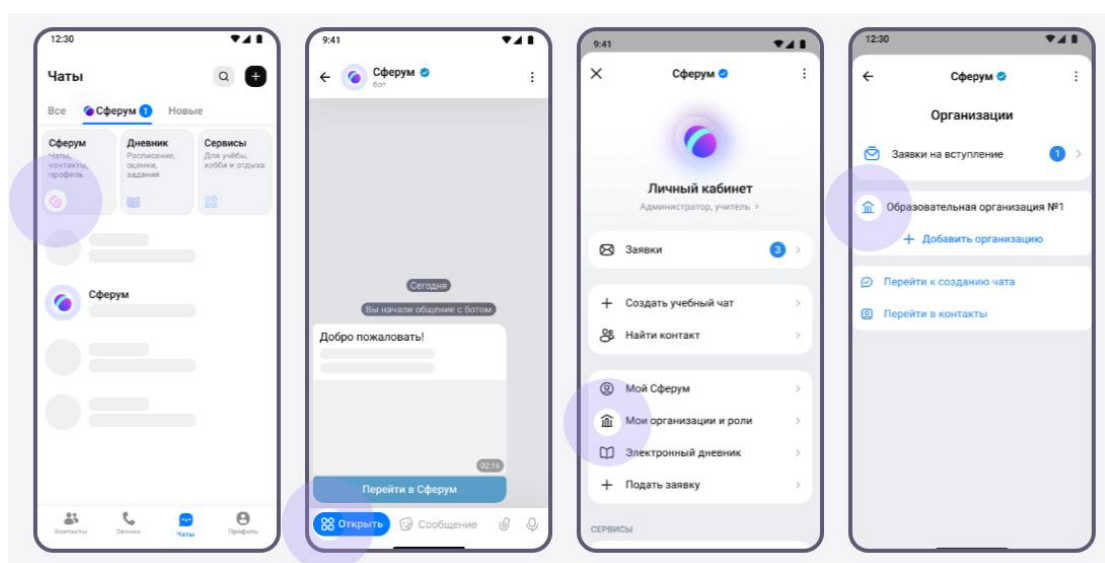 12:30
Чаты
Все
Сферум 1
Новые
Сферум
Чаты,
контакты,
профиль
Дневник
Расписание,
оценки,
задания
Сервисы
Для учёбы,
хобби и отдыха
Сферум
Контакты
Звонки
Чаты
Профиль
9:41
Сферум
бот
Сегодня
Вы начали общение с ботом
Добро пожаловать!
02:16
Перейти в Сферум
Открыть
Сообщение
9:41
Сферум
Личный кабинет
Администратор, учитель >
Заявки 3
Создать учебный чат
Найти контакт
Мой Сферум
Мои организации и роли
Электронный дневник
Подать заявку
СЕРВИСЫ
12:30
Сферум
Организации
Заявки на вступление 1
Образовательная организация №1
+ Добавить организацию
Перейти к созданию чата
Перейти в контакты